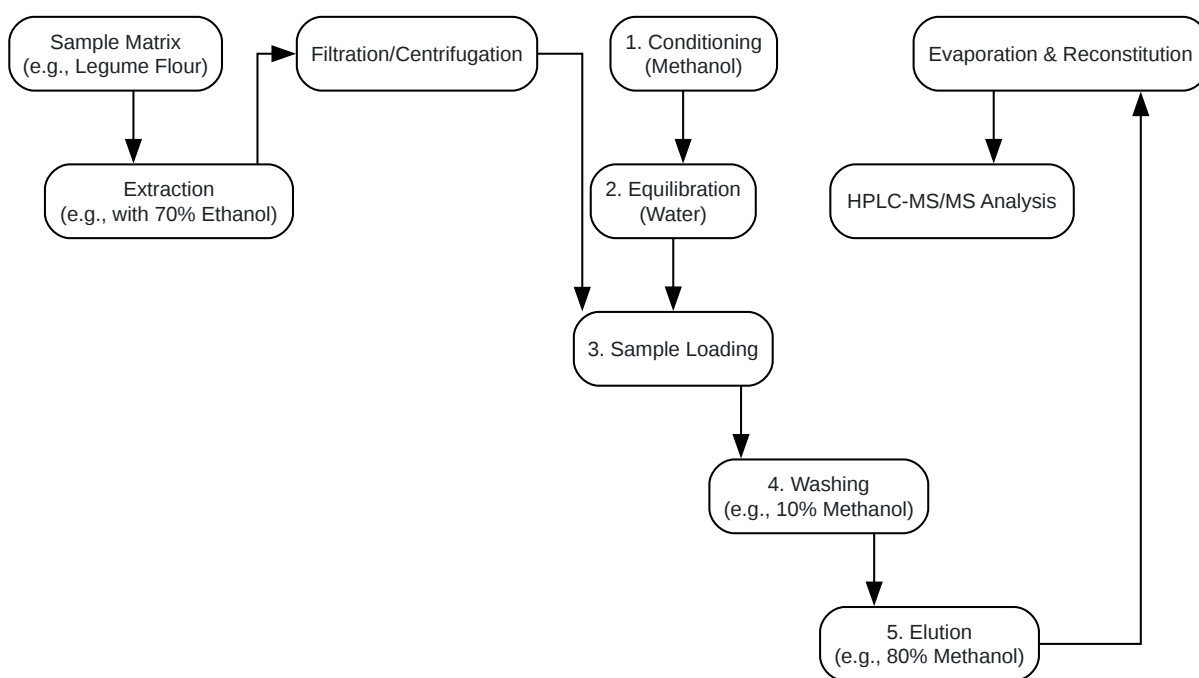 Sample Matrix
(e.g., Legume Flour)
Extraction
(e.g., with 70% Ethanol)
Filtration/Centrifugation
1. Conditioning
(Methanol)
2. Equilibration
(Water)
3. Sample Loading
4. Washing
(e.g., 10% Methanol)
5. Elution
(e.g., 80% Methanol)
Evaporation & Reconstitution
HPLC-MS/MS Analysis